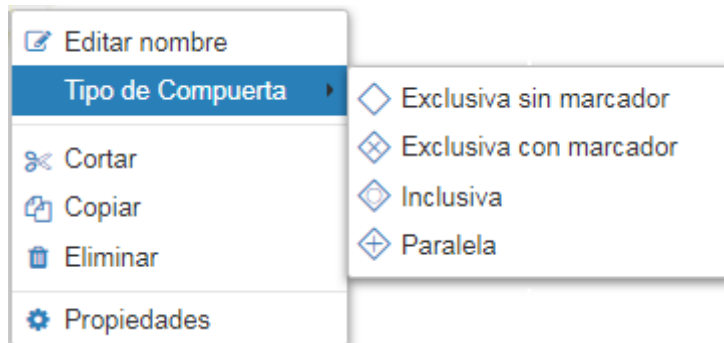 Editar nombre
Tipo de Compuerta
Cortar
Copiar
Eliminar
Propiedades
Exclusiva sin marcador
Exclusiva con marcador
Inclusiva
Paralela